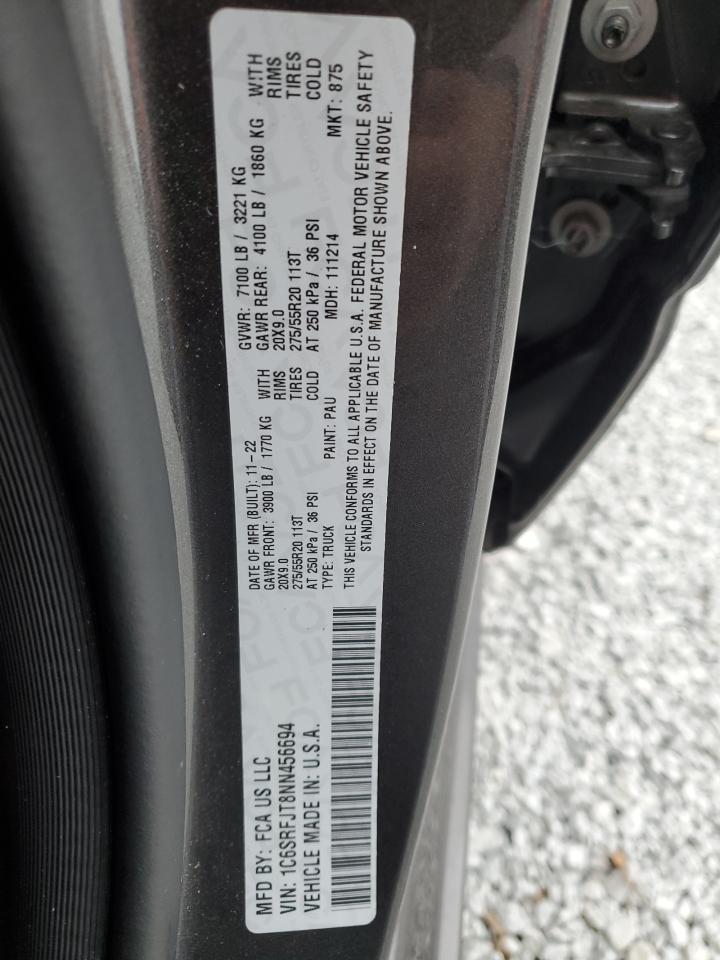 MFD BY: FCA US LLC
VIN: 1C6SRFJT8NN456694
VEHICLE MADE IN: U.S.A.
DATE OF MFR (BUILT): 11-22 GVWR: 7100 LB / 3221 KG
GAWR FRONT: 3900 LB / 1770 KG WITH GAWR REAR: 4100 LB / 1860 KG WITH
20X9.0 RIMS 20X9.0 RIMS
275/55R20 113T TIRES 275/55R20 113T TIRES
AT 250 kPa / 36 PSI COLD AT 250 kPa / 36 PSI COLD
TYPE: TRUCK PAINT: PAU MDH: 111214 MKT: 875
THIS VEHICLE CONFORMS TO ALL APPLICABLE U.S.A. FEDERAL MOTOR VEHICLE SAFETY
STANDARDS IN EFFECT ON THE DATE OF MANUFACTURE SHOWN ABOVE.